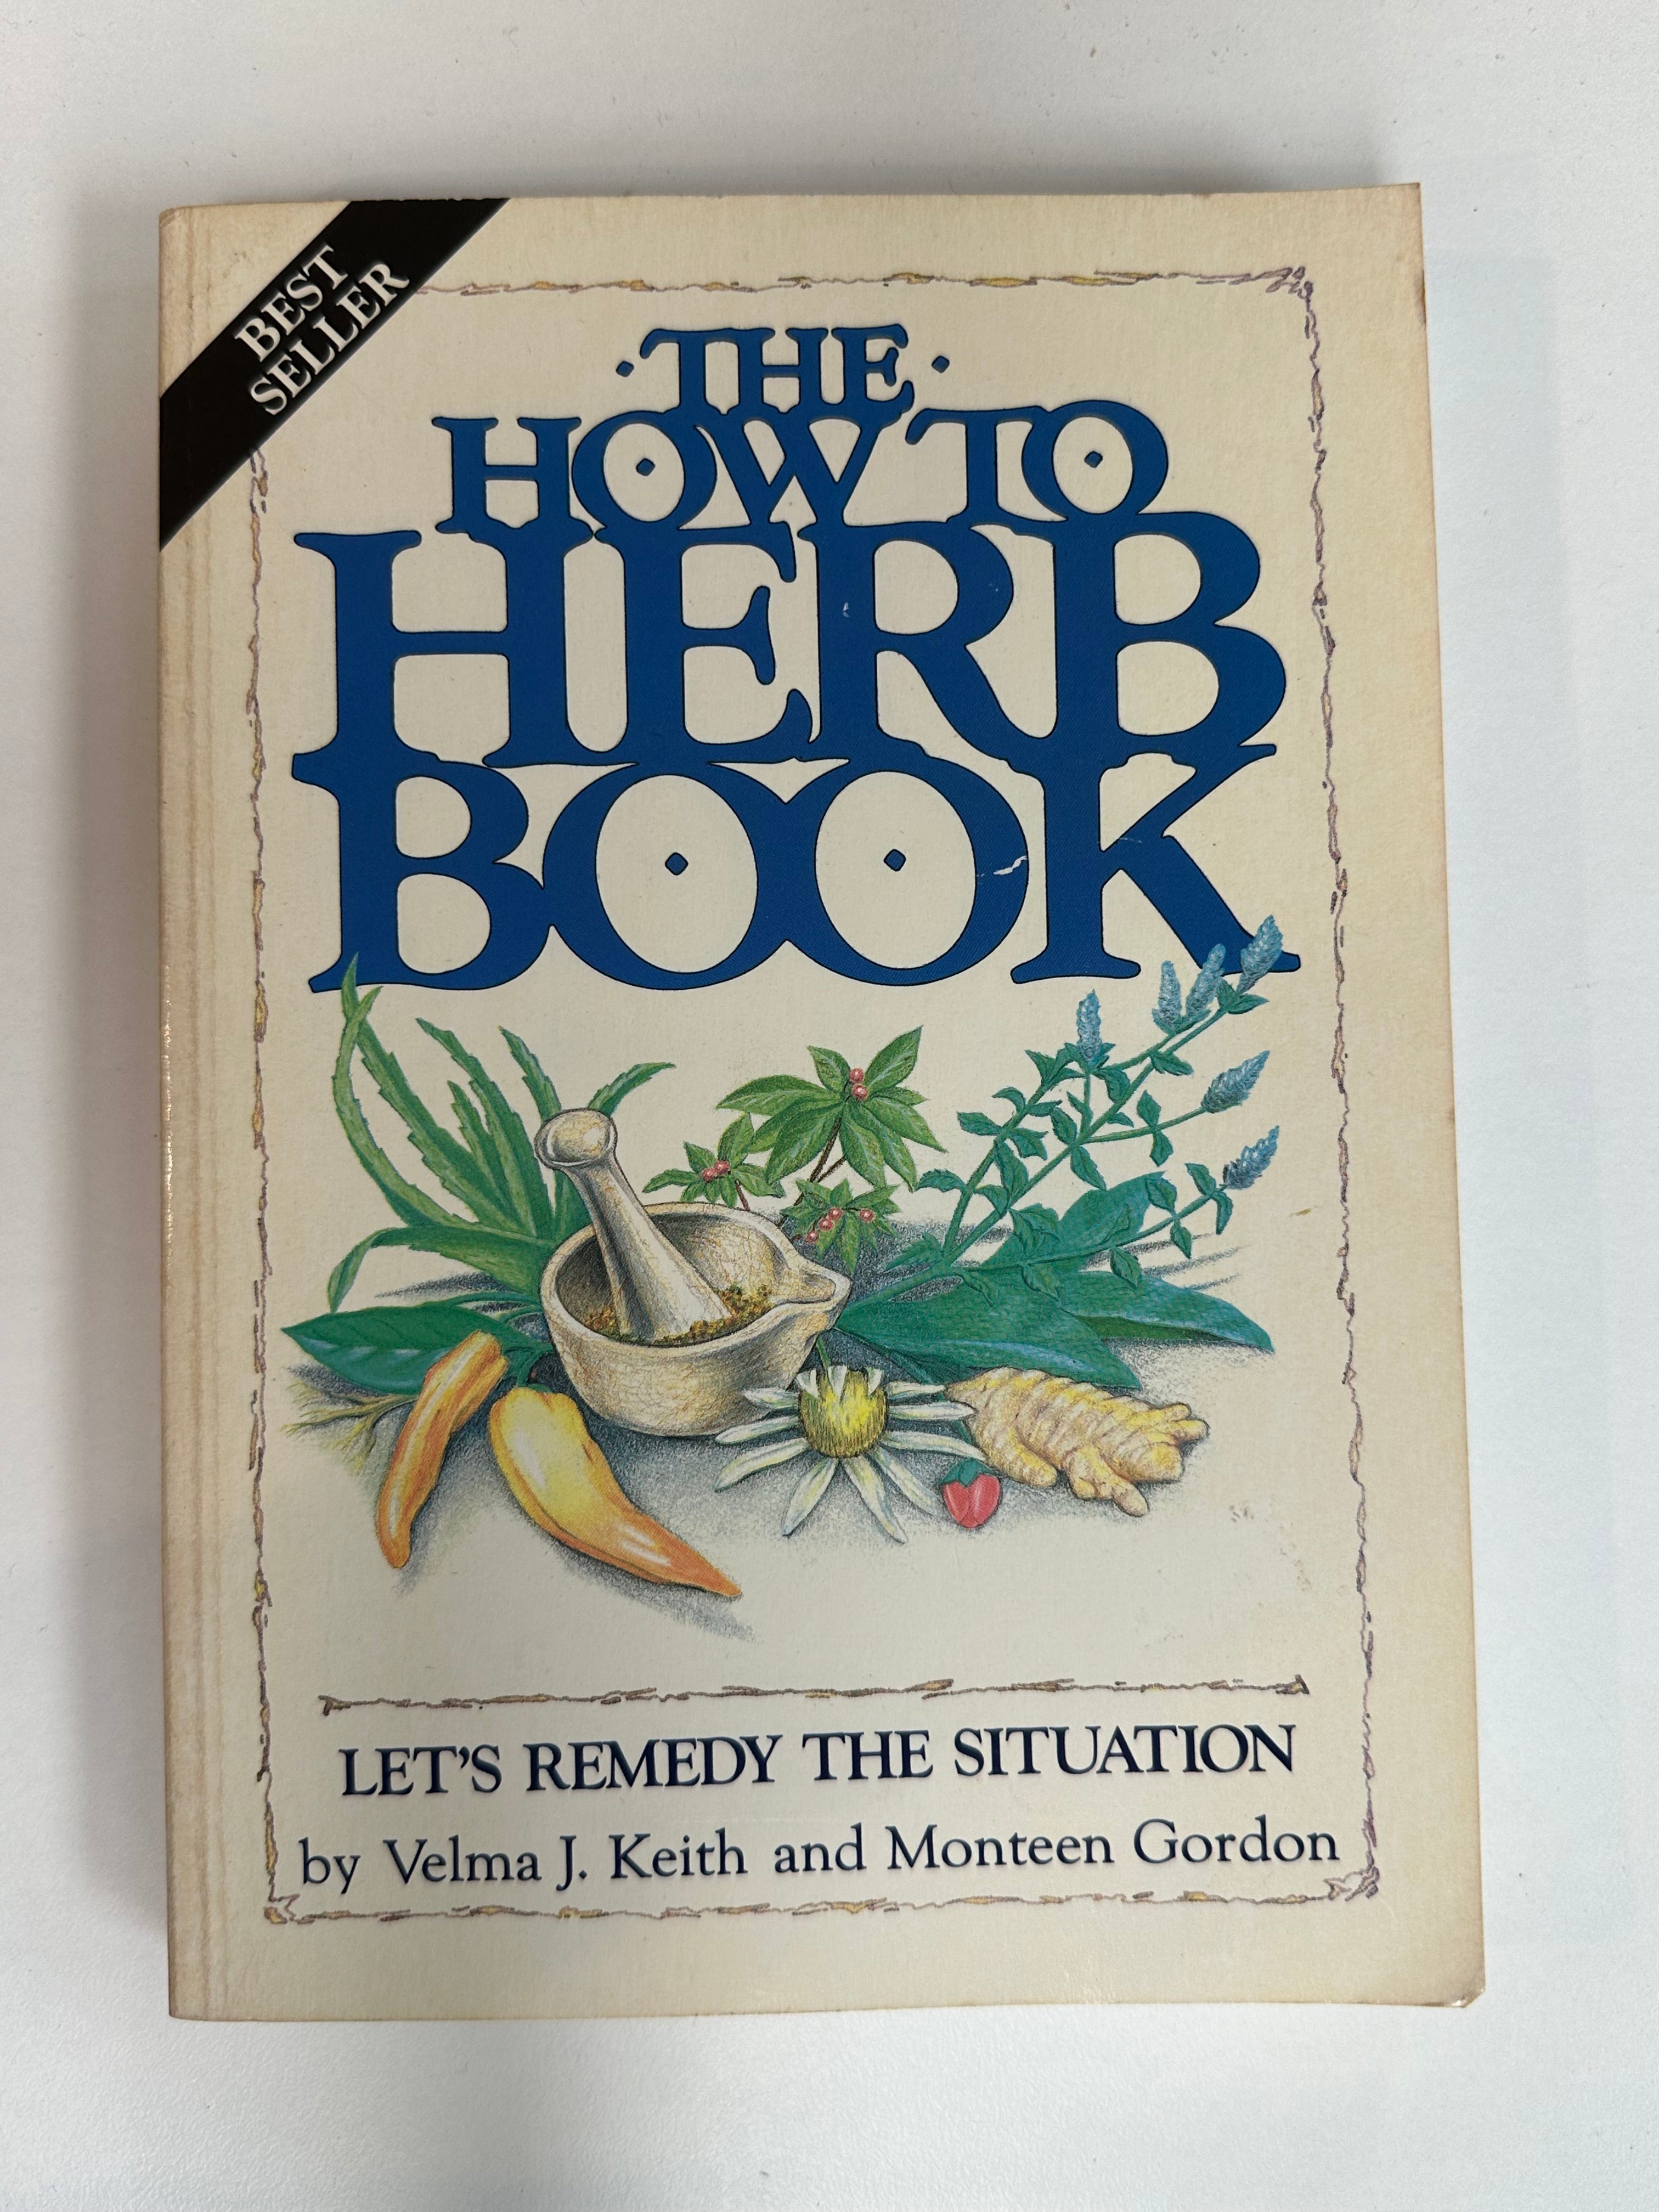 BEST
SELLER
·THE·
HOW TO
HERB
BOOK
LET'S REMEDY THE SITUATION
by Velma J. Keith and Monteen Gordon